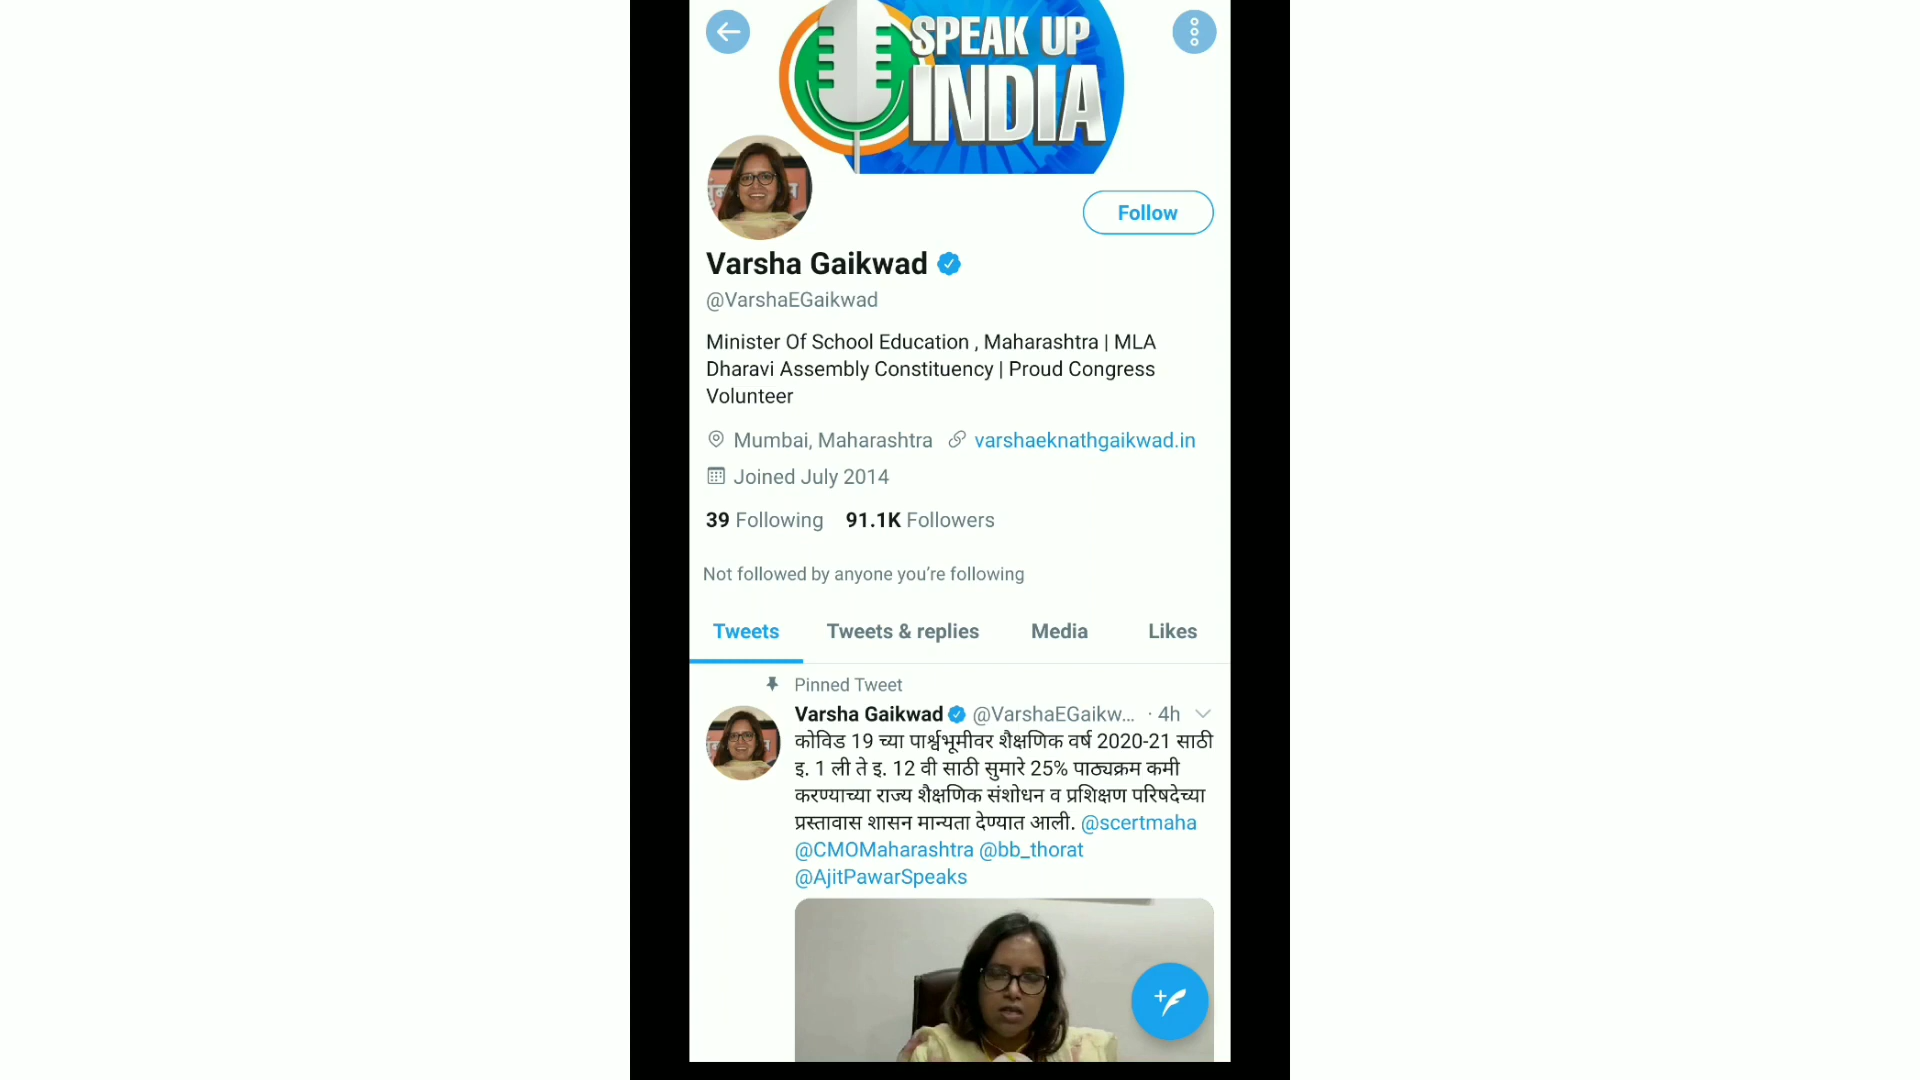 SPEAK UP
INDIA
Follow
Varsha Gaikwad
@VarshaEGaikwad
Minister Of School Education , Maharashtra | MLA
Dharavi Assembly Constituency | Proud Congress
Volunteer
Mumbai, Maharashtra varshaeknathgaikwad.in
Joined July 2014
39 Following 91.1K Followers
Not followed by anyone you're following
Tweets Tweets & replies Media Likes
Pinned Tweet
Varsha Gaikwad @VarshaEGaikw... · 4h
कोविड 19 च्या पार्श्वभूमीवर शैक्षणिक वर्ष 2020-21 साठी
इ. 1 ली ते इ. 12 वी साठी सुमारे 25% पाठ्यक्रम कमी
करण्याच्या राज्य शैक्षणिक संशोधन व प्रशिक्षण परिषदेच्या
प्रस्तावास शासन मान्यता देण्यात आली. @scertmaha
@CMOMaharashtra @bb_thorat
@AjitPawarSpeaks